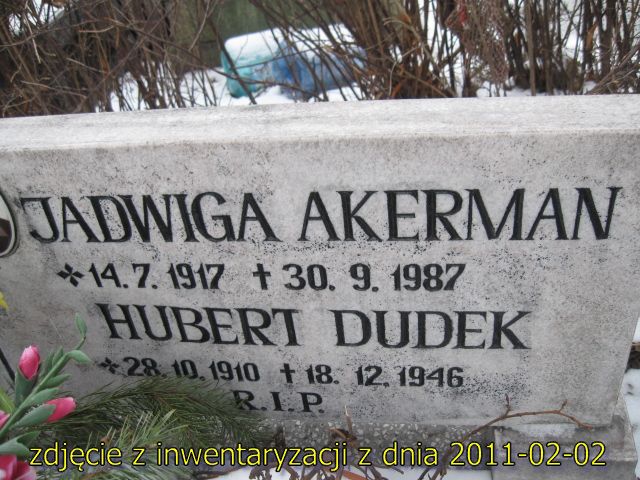 JADWIGA AKERMAN
* 14. 7. 1917 † 30. 9. 1987
HUBERT DUDEK
* 28. 10. 1910 † 18. 12. 1946
R.I.P.
zdjęcie z inwentaryzacji z dnia 2011-02-02